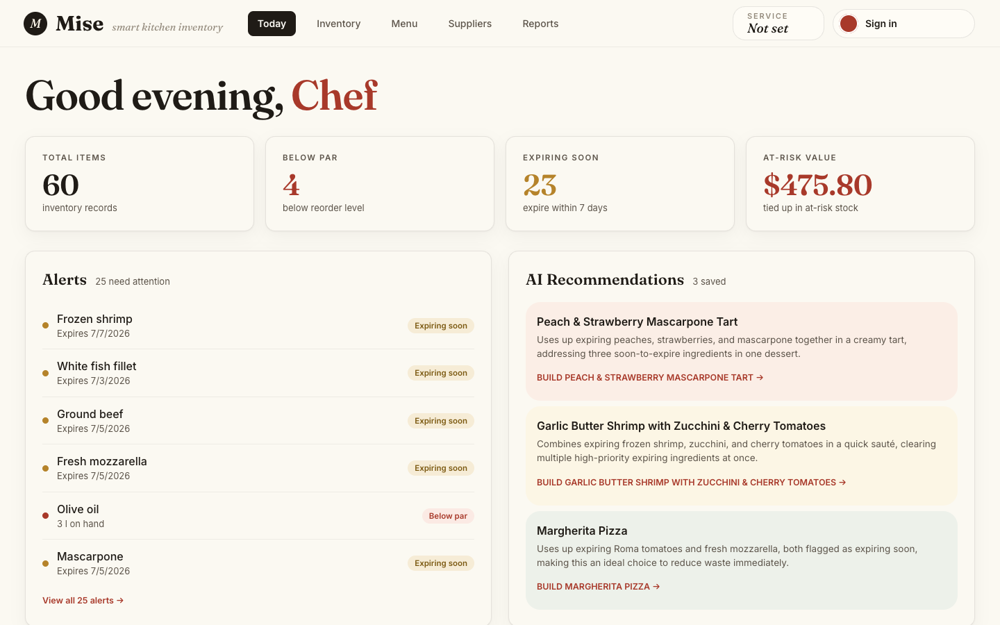 M Mise smart kitchen inventory Today Inventory Menu Suppliers Reports
SERVICE
Not set
Sign in
Good evening, Chef
TOTAL ITEMS
60
inventory records
BELOW PAR
4
below reorder level
EXPIRING SOON
23
expire within 7 days
AT-RISK VALUE
$475.80
tied up in at-risk stock
Alerts 25 need attention
Frozen shrimp
Expires 7/7/2026
Expiring soon
White fish fillet
Expires 7/3/2026
Expiring soon
Ground beef
Expires 7/5/2026
Expiring soon
Fresh mozzarella
Expires 7/5/2026
Expiring soon
Olive oil
3 l on hand
Below par
Mascarpone
Expires 7/5/2026
Expiring soon
View all 25 alerts →
AI Recommendations 3 saved
Peach & Strawberry Mascarpone Tart
Uses up expiring peaches, strawberries, and mascarpone together in a creamy tart,
addressing three soon-to-expire ingredients in one dessert.
BUILD PEACH & STRAWBERRY MASCARPONE TART →
Garlic Butter Shrimp with Zucchini & Cherry Tomatoes
Combines expiring frozen shrimp, zucchini, and cherry tomatoes in a quick sauté, clearing
multiple high-priority expiring ingredients at once.
BUILD GARLIC BUTTER SHRIMP WITH ZUCCHINI & CHERRY TOMATOES →
Margherita Pizza
Uses up expiring Roma tomatoes and fresh mozzarella, both flagged as expiring soon,
making this an ideal choice to reduce waste immediately.
BUILD MARGHERITA PIZZA →